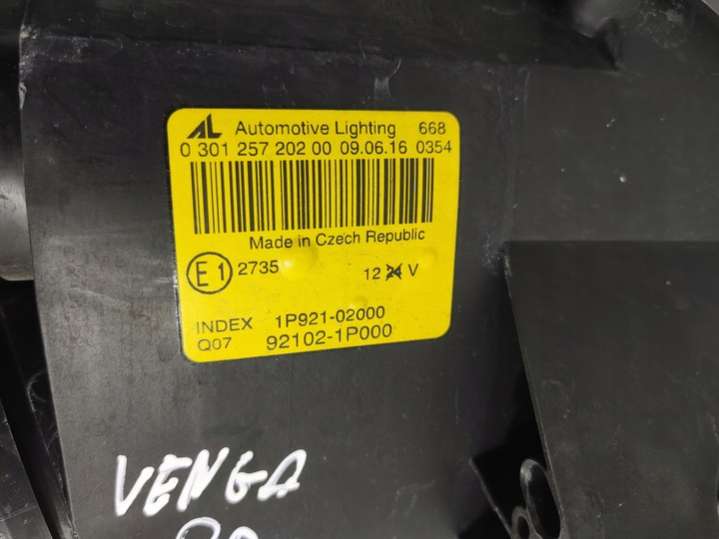 AL Automotive Lighting 668
0 301 257 202 00 09.06.16 0354
Made in Czech Republic
E1 2735 12 24 V
INDEX 1P921-02000
Q07 92102-1P000
VENGA